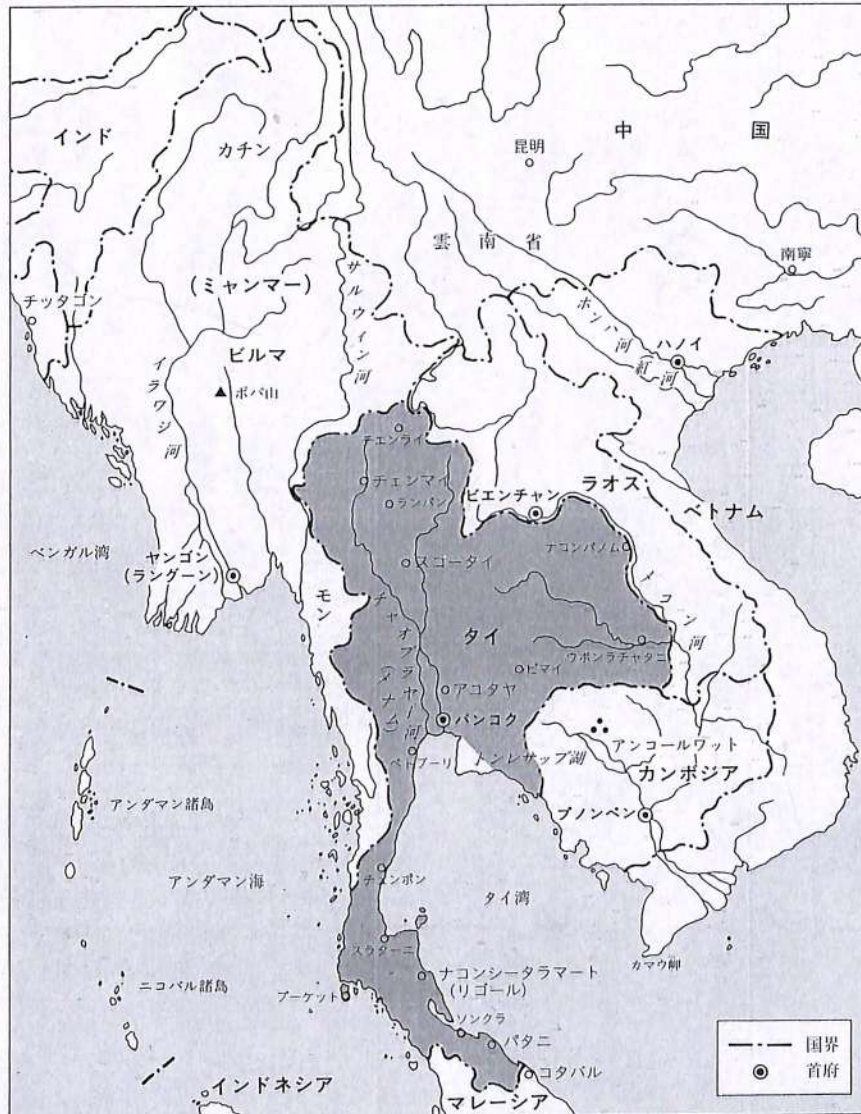 インド
カチン
昆明
中国
雲南省
南寧
(ミャンマー)
サルウィン河
チッタゴン
ビルマ
ホン河
(紅河)
ハノイ
イラワジ河
ポパ山
チエンライ
チェンマイ
ランパン
ビエンチャン
ラオス
ベトナム
ベンガル湾
ヤンゴン
(ラングーン)
スゴータイ
ナコンパノム
メコン河
モン
チャオプラヤー河
(メナム)
タイ
ウボンラチャタニ
ピマイ
アユタヤ
バンコク
アンコールワット
ペトブーリ
トンレサップ湖
カンボジア
アンダマン諸島
プノンペン
アンダマン海
チュンポン
タイ湾
スラターニ
カマウ岬
ニコバル諸島
プーケット
ナコンシータラマート
(リゴール)
ソンクラ
パタニ
コタバル
インドネシア
マレーシア
国界
首府